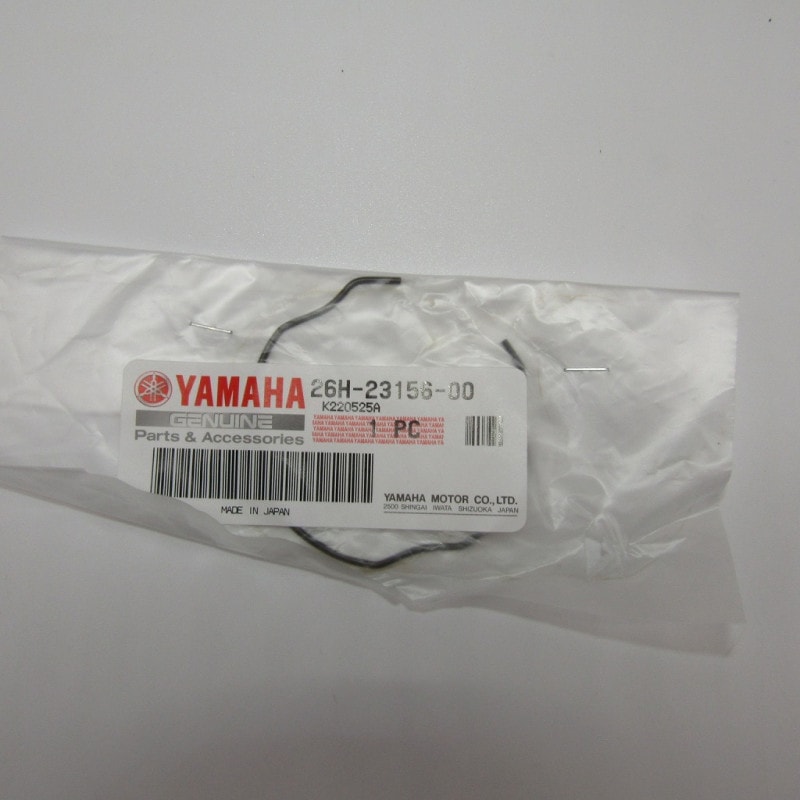 YAMAHA 26H-23156-00
K220525A
GENUINE
Parts & Accessories
1 PC
MADE IN JAPAN
YAMAHA MOTOR CO.,LTD.
2500 SHINGAI IWATA SHIZUOKA JAPAN